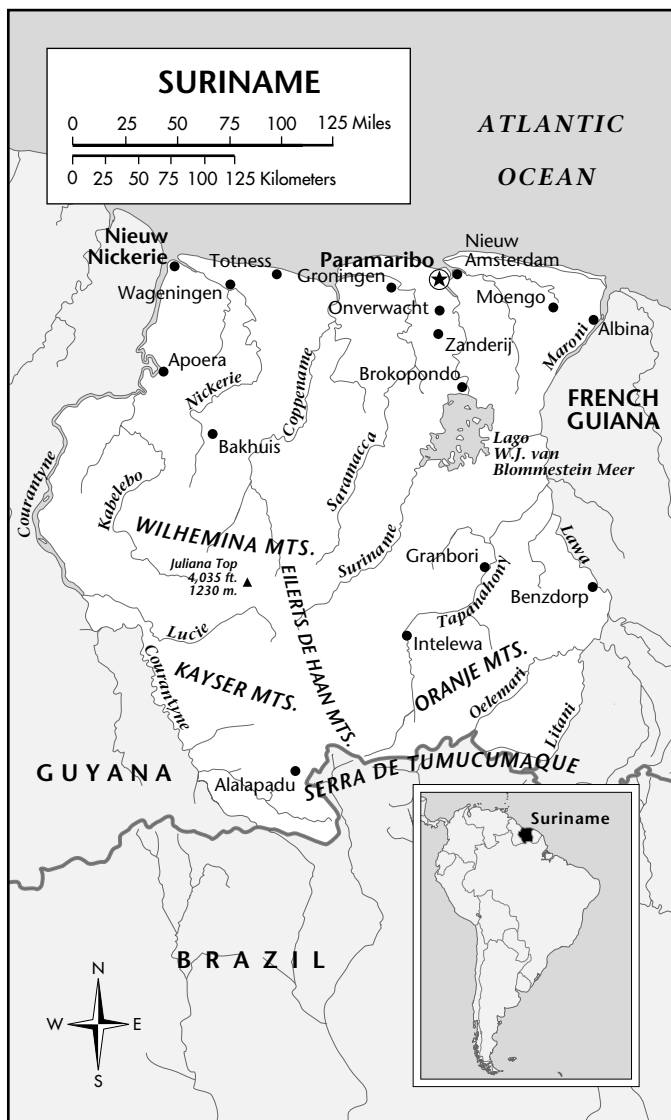 SURINAME
0 25 50 75 100 125 Miles
0 25 50 75 100 125 Kilometers
ATLANTIC
OCEAN
Nieuw
Nickerie
Totness
Wageningen
Paramaribo
Groningen
Nieuw
Amsterdam
Onverwacht
Moengo
Albina
Zanderij
Maroni
Apoera
Nickerie
Coppename
Brokopondo
FRENCH
GUIANA
Bakhuis
Lago
W.J. van
Blommestein Meer
Saramacca
Courantyne
Kabelebo
WILHEMINA MTS.
Suriname
Lawa
Juliana Top
4,035 ft.
1230 m.
Granbori
Tapanahony
Benzdorp
EILERTS DE HAAN MTS.
Lucie
Intelewa
Courantyne
KAYSER MTS.
ORANJE MTS.
Oelemari
Litani
GUYANA
Alalapadu
SERRA DE TUMUCUMAQUE
Suriname
BRAZIL
N
W E
S